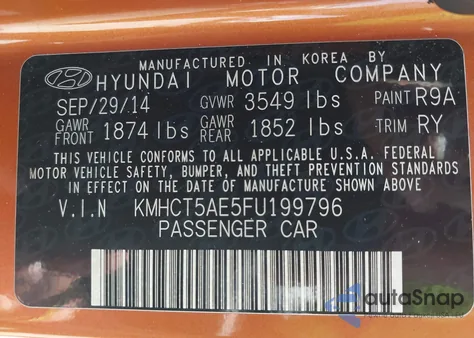 MANUFACTURED IN KOREA BY
HYUNDAI MOTOR COMPANY
SEP/29/14 GVWR 3549 lbs PAINT R9A
GAWR FRONT 1874 lbs GAWR REAR 1852 lbs TRIM RY
THIS VEHICLE CONFORMS TO ALL APPLICABLE U.S.A. FEDERAL
MOTOR VEHICLE SAFETY, BUMPER, AND THEFT PREVENTION STANDARDS
IN EFFECT ON THE DATE OF MANUFACTURE SHOWN ABOVE.
V.I.N KMHCT5AE5FU199796
PASSENGER CAR
autaSnap